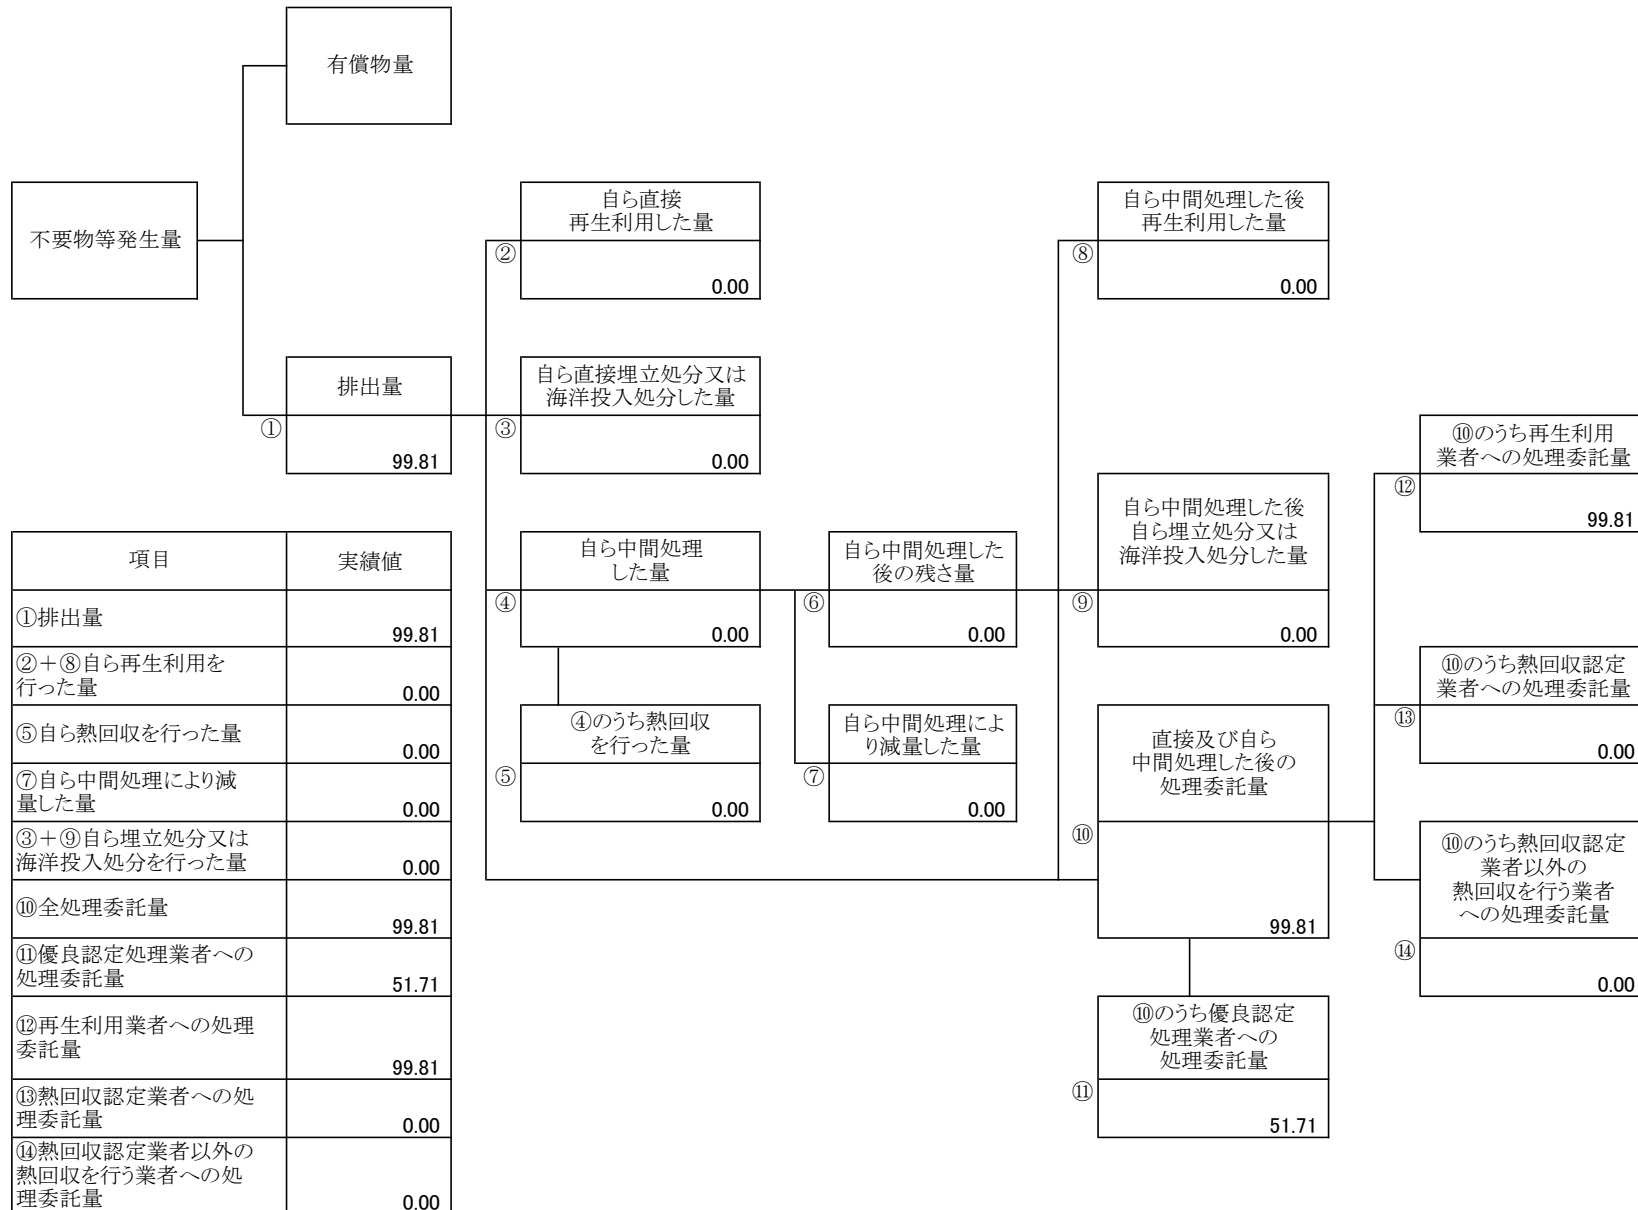 有償物量
不要物等発生量
自ら直接
再生利用した量
②
0.00
自ら中間処理した後
再生利用した量
⑧
0.00
排出量
①
99.81
自ら直接埋立処分又は
海洋投入処分した量
③
0.00
⑩のうち再生利用
業者への処理委託量
⑫
99.81
自ら中間処理した後
自ら埋立処分又は
海洋投入処分した量
⑨
0.00
自ら中間処理
した量
④
0.00
自ら中間処理した
後の残さ量
⑥
0.00
⑩のうち熱回収認定
業者への処理委託量
⑬
0.00
④のうち熱回収
を行った量
⑤
0.00
自ら中間処理によ
り減量した量
⑦
0.00
直接及び自ら
中間処理した後の
処理委託量
⑩
99.81
⑩のうち熱回収認定
業者以外の
熱回収を行う業者
への処理委託量
⑭
0.00
⑩のうち優良認定
処理業者への
処理委託量
⑪
51.71
項目 実績値
①排出量
99.81
②＋⑧自ら再生利用を
行った量
0.00
⑤自ら熱回収を行った量
0.00
⑦自ら中間処理により減
量した量
0.00
③＋⑨自ら埋立処分又は
海洋投入処分を行った量
0.00
⑩全処理委託量
99.81
⑪優良認定処理業者への
処理委託量
51.71
⑫再生利用業者への処理
委託量
99.81
⑬熱回収認定業者への処
理委託量
0.00
⑭熱回収認定業者以外の
熱回収を行う業者への処
理委託量
0.00